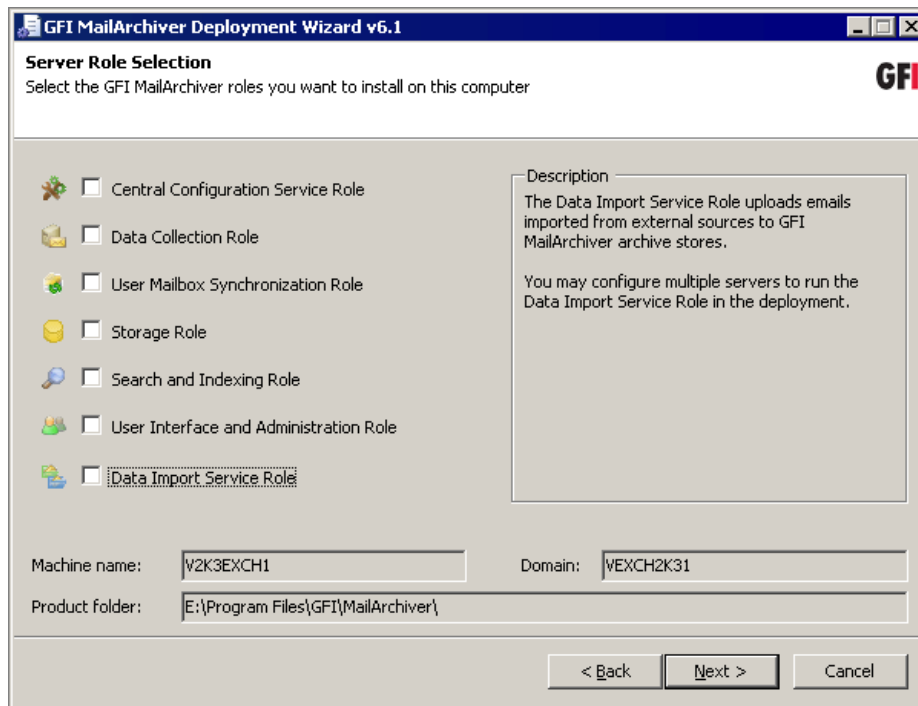 GFI MailArchiver Deployment Wizard v6.1
Server Role Selection
Select the GFI MailArchiver roles you want to install on this computer
GFI
Central Configuration Service Role
Data Collection Role
User Mailbox Synchronization Role
Storage Role
Search and Indexing Role
User Interface and Administration Role
Data Import Service Role
Description
The Data Import Service Role uploads emails
imported from external sources to GFI
MailArchiver archive stores.
You may configure multiple servers to run the
Data Import Service Role in the deployment.
Machine name: V2K3EXCH1 Domain: VEXCH2K31
Product folder: E:\Program Files\GFI\MailArchiver\
< Back Next > Cancel